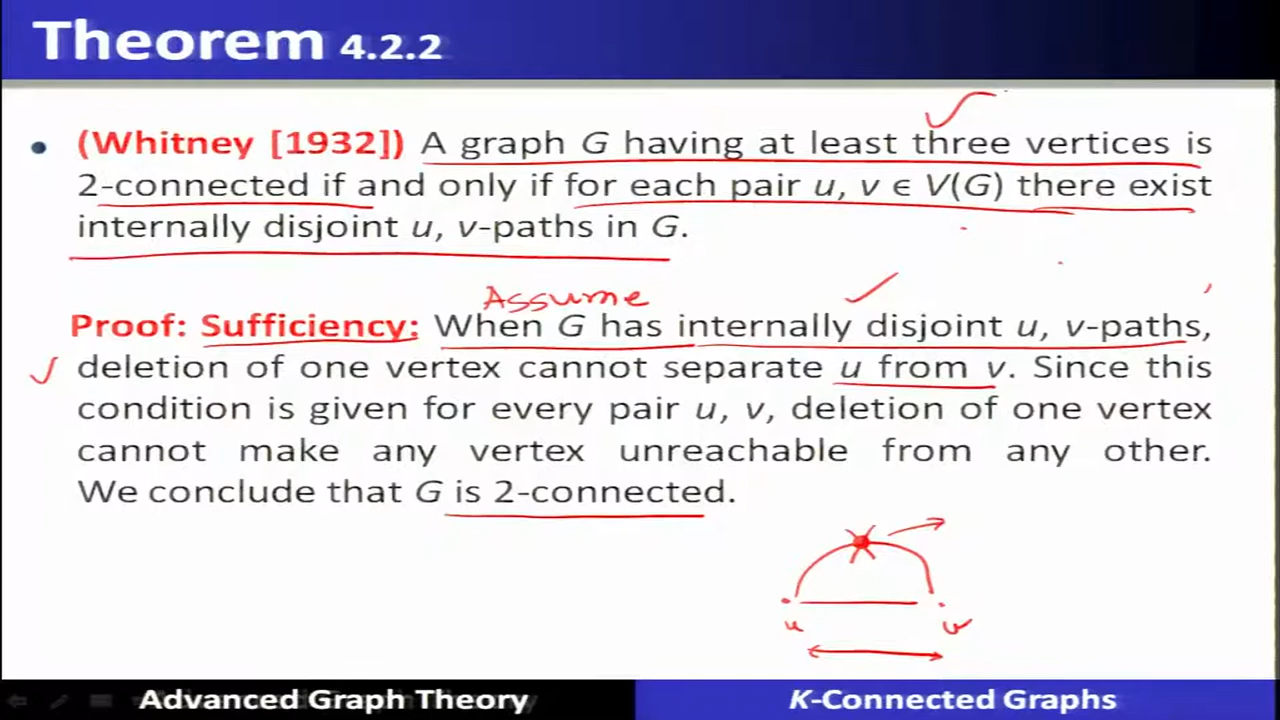 Theorem 4.2.2
• (Whitney [1932]) A graph G having at least three vertices is
2-connected if and only if for each pair u, v ϵ V(G) there exist
internally disjoint u, v-paths in G.
Assume
Proof: Sufficiency: When G has internally disjoint u, v-paths,
deletion of one vertex cannot separate u from v. Since this
condition is given for every pair u, v, deletion of one vertex
cannot make any vertex unreachable from any other.
We conclude that G is 2-connected.
u v
Advanced Graph Theory
K-Connected Graphs